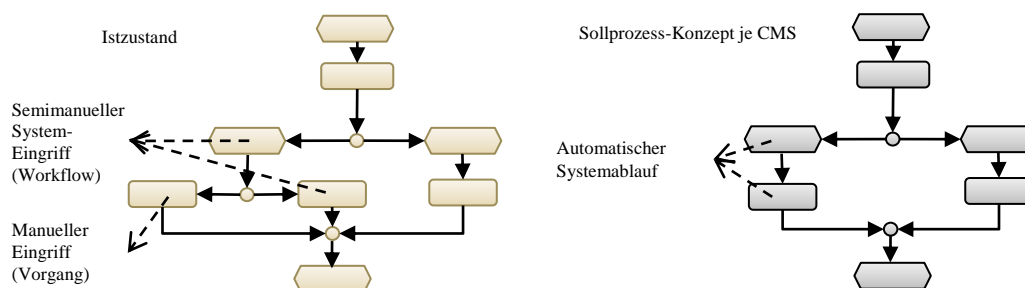 Istzustand
Semimanueller
System-
Eingriff
(Workflow)
Manueller
Eingriff
(Vorgang)
Sollprozess-Konzept je CMS
Automatischer
Systemablauf